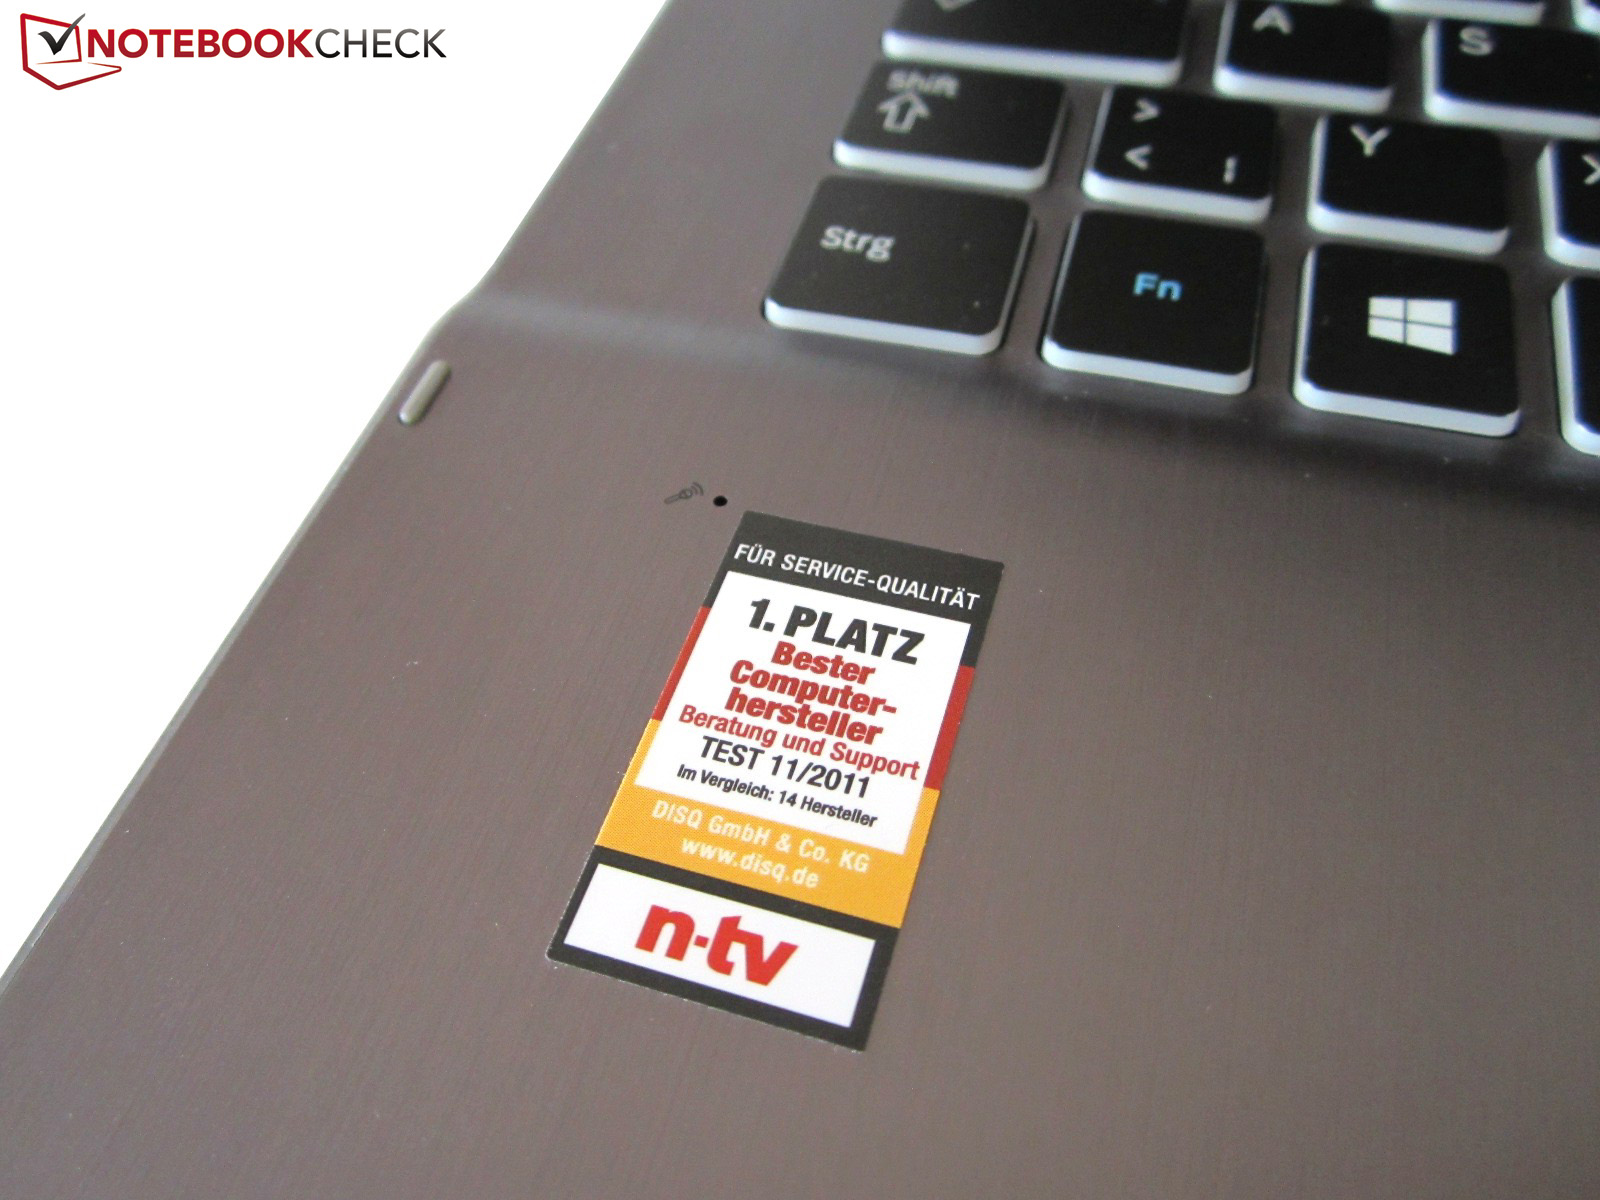 NOTEBOOKCHECK
A
S
Shift
>
<
Y
X
Strg
Fn
FÜR SERVICE-QUALITÄT
1. PLATZ
Bester
Computer-
hersteller
Beratung und Support
TEST 11/2011
Im Vergleich: 14 Hersteller
DISQ GmbH & Co. KG
www.disq.de
n-tv